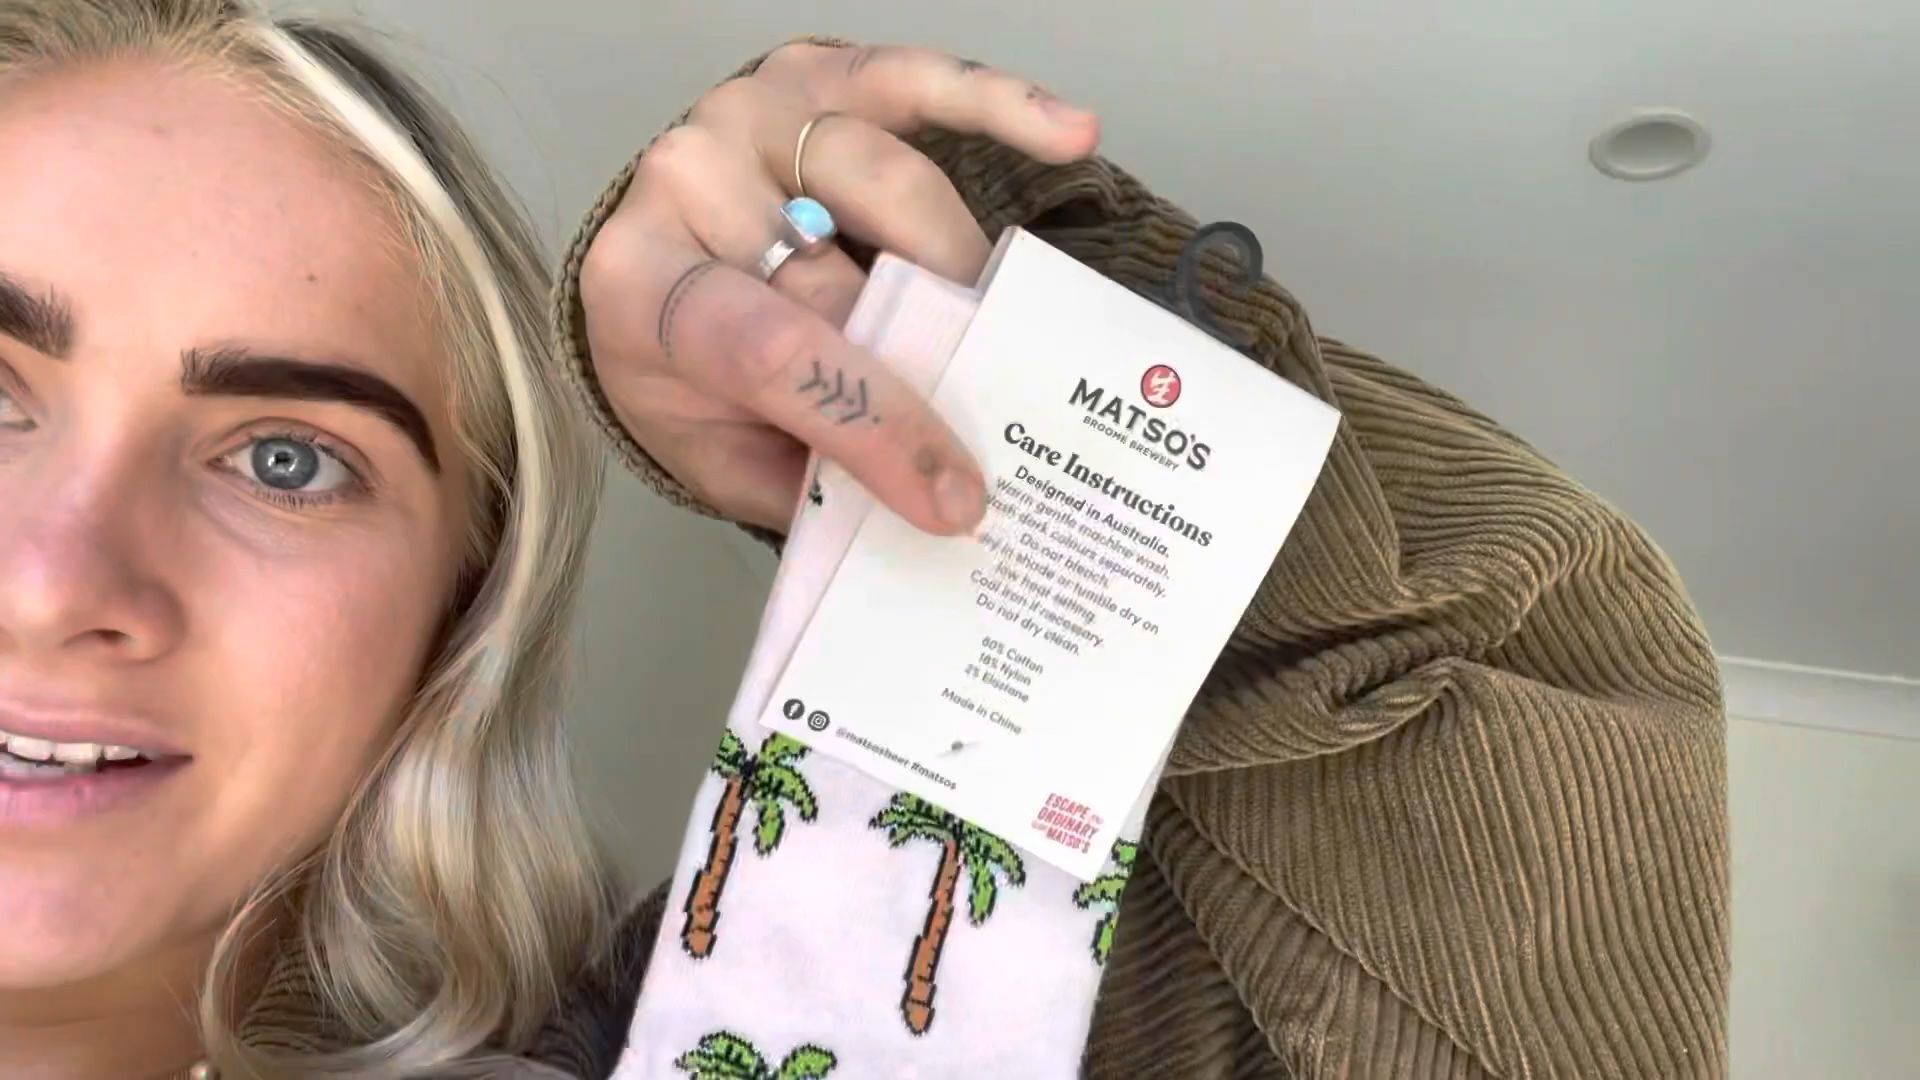 MATSO'S
BROOME BREWERY
Care Instructions
Designed in Australia.
Warm gentle machine wash.
Wash dark colours separately.
Do not bleach.
in shade or tumble dry on
low heat setting.
Cool iron if necessary.
Do not dry clean.
80% Cotton
18% Nylon
2% Elastane
Made in China
@matsosbeer #matsos
ESCAPE THE
ORDINARY
WITH MATSO'S